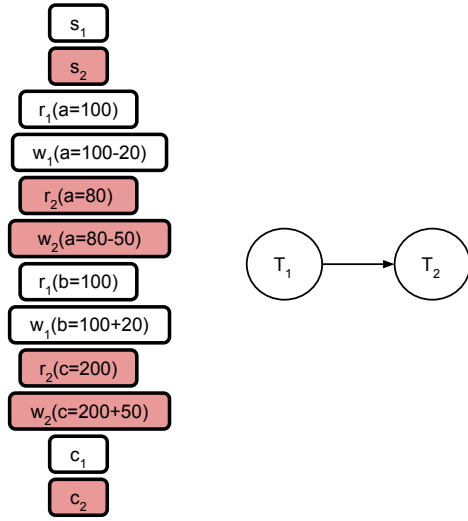 s₁
s₂
r₁(a=100)
w₁(a=100-20)
r₂(a=80)
w₂(a=80-50)
r₁(b=100)
w₁(b=100+20)
r₂(c=200)
w₂(c=200+50)
c₁
c₂
T₁
T₂